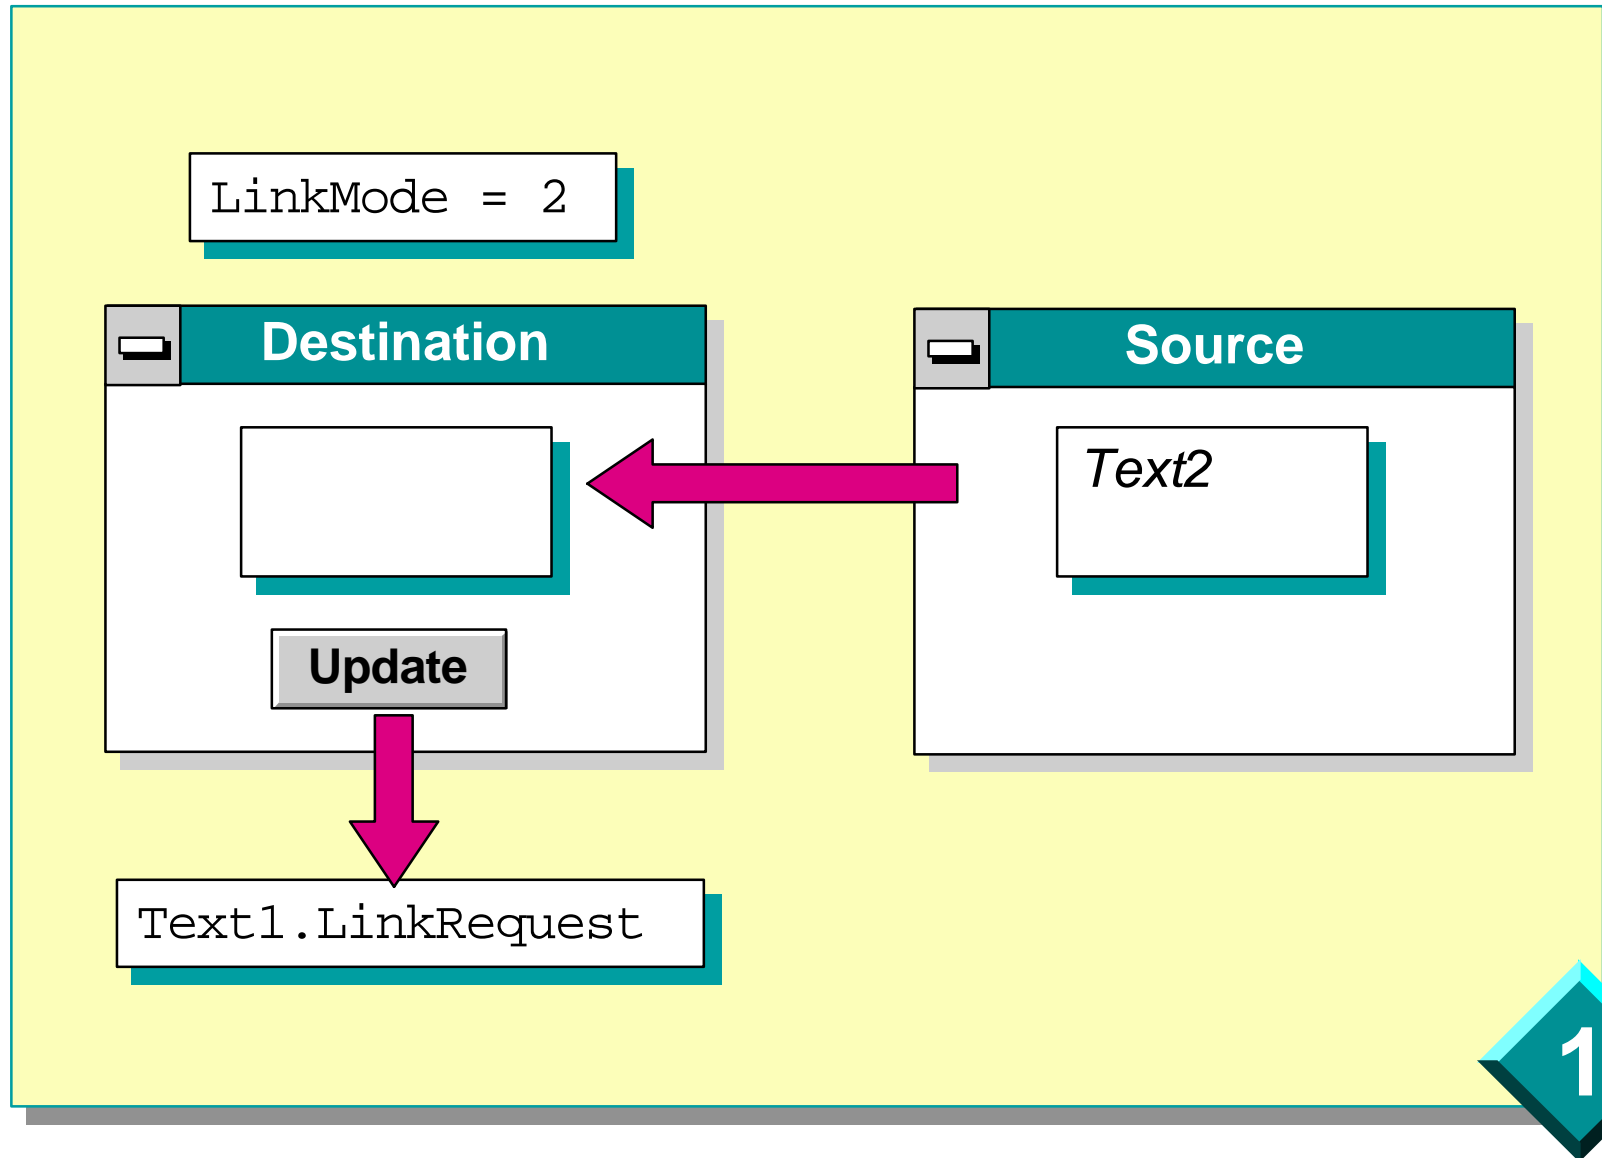 LinkMode = 2
Destination
Source
Text2
Update
Text1.LinkRequest
1